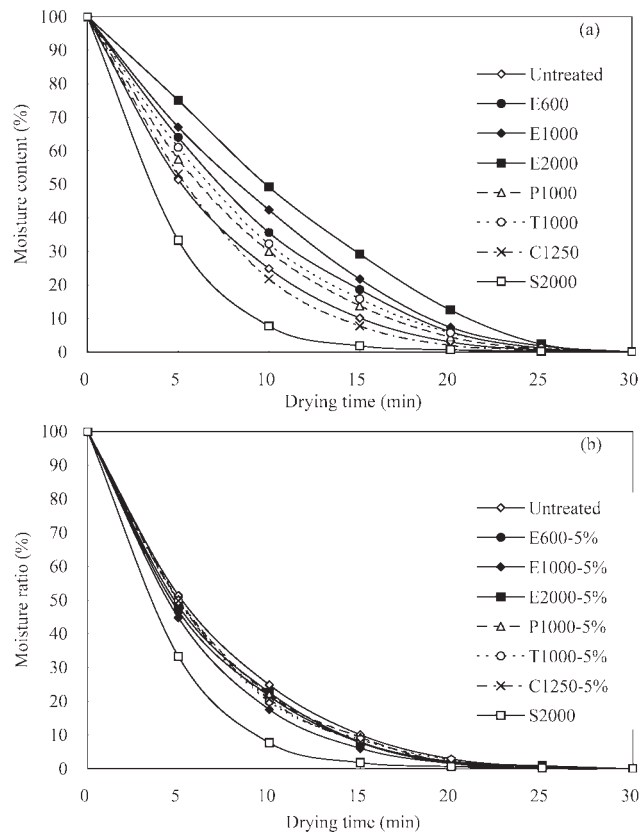 (a)
100
90
80
70
60
50
40
30
20
10
0
Moisture content (%)
Untreated
E600
E1000
E2000
P1000
T1000
C1250
S2000
0 5 10 15 20 25 30
Drying time (min)
(b)
100
90
80
70
60
50
40
30
20
10
0
Moisture ratio (%)
Untreated
E600-5%
E1000-5%
E2000-5%
P1000-5%
T1000-5%
C1250-5%
S2000
0 5 10 15 20 25 30
Drying time (min)